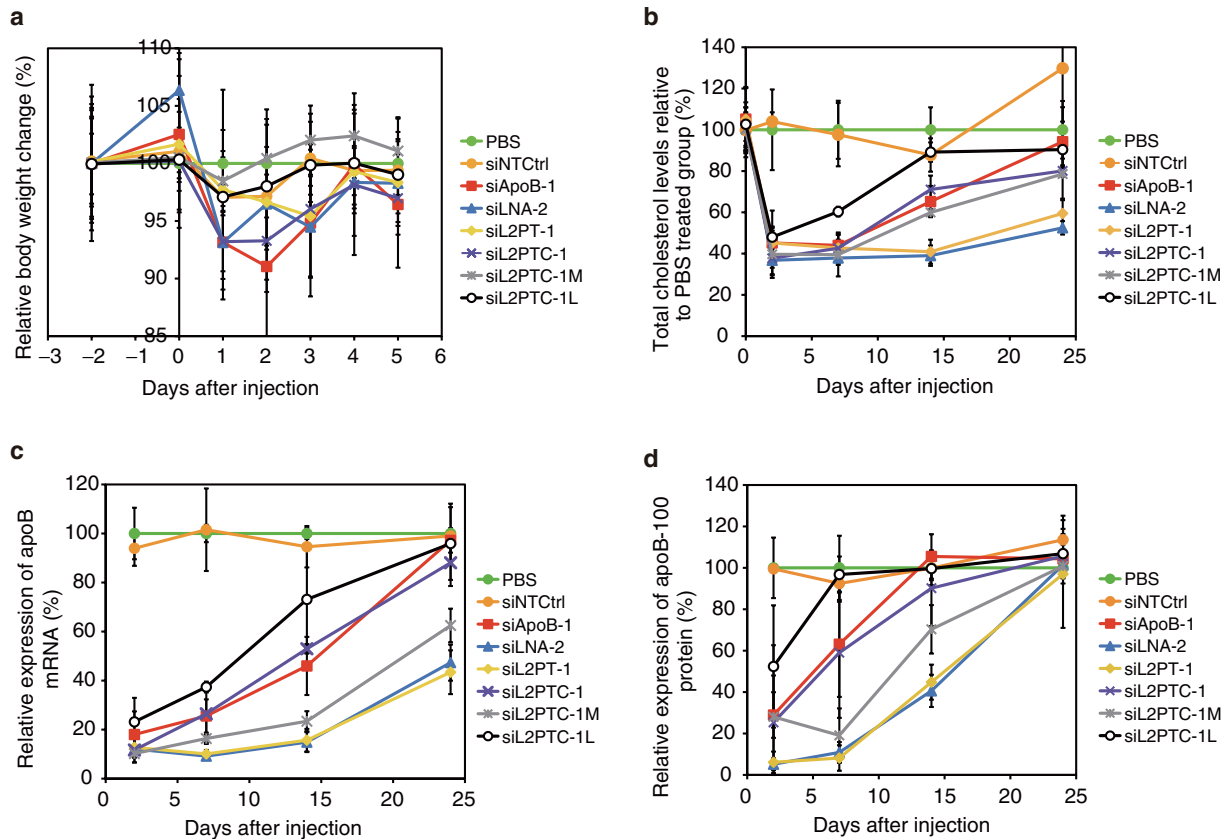 a
Relative body weight change (%)
110
105
100
95
90
85
−3 −2 −1 0 1 2 3 4 5 6
Days after injection
PBS
siNTCtrl
siApoB-1
siLNA-2
siL2PT-1
siL2PTC-1
siL2PTC-1M
siL2PTC-1L
b
Total cholesterol levels relative
to PBS treated group (%)
140
120
100
80
60
40
20
0
0 5 10 15 20 25
Days after injection
PBS
siNTCtrl
siApoB-1
siLNA-2
siL2PT-1
siL2PTC-1
siL2PTC-1M
siL2PTC-1L
c
Relative expression of apoB
mRNA (%)
120
100
80
60
40
20
0
0 5 10 15 20 25
Days after injection
PBS
siNTCtrl
siApoB-1
siLNA-2
siL2PT-1
siL2PTC-1
siL2PTC-1M
siL2PTC-1L
d
Relative expression of apoB-100
protein (%)
140
120
100
80
60
40
20
0
0 5 10 15 20 25
Days after injection
PBS
siNTCtrl
siApoB-1
siLNA-2
siL2PT-1
siL2PTC-1
siL2PTC-1M
siL2PTC-1L